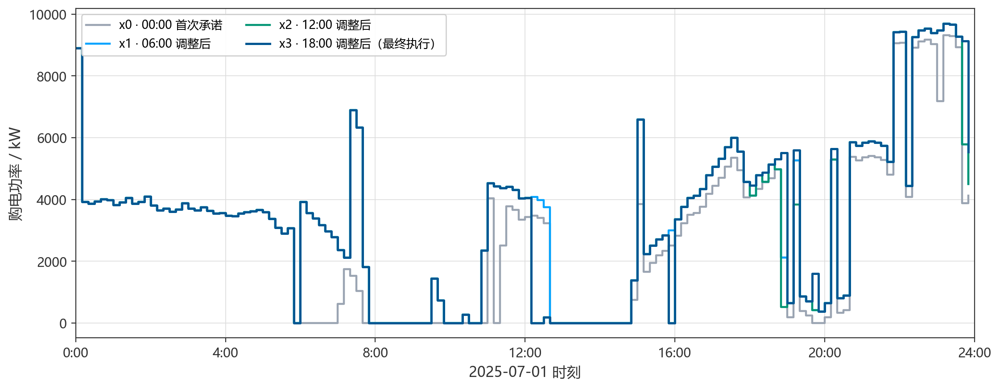 10000
8000
6000
4000
2000
0
购电功率 / kW
x0 · 00:00 首次承诺
x1 · 06:00 调整后
x2 · 12:00 调整后
x3 · 18:00 调整后（最终执行）
0:00 4:00 8:00 12:00 16:00 20:00 24:00
2025-07-01 时刻